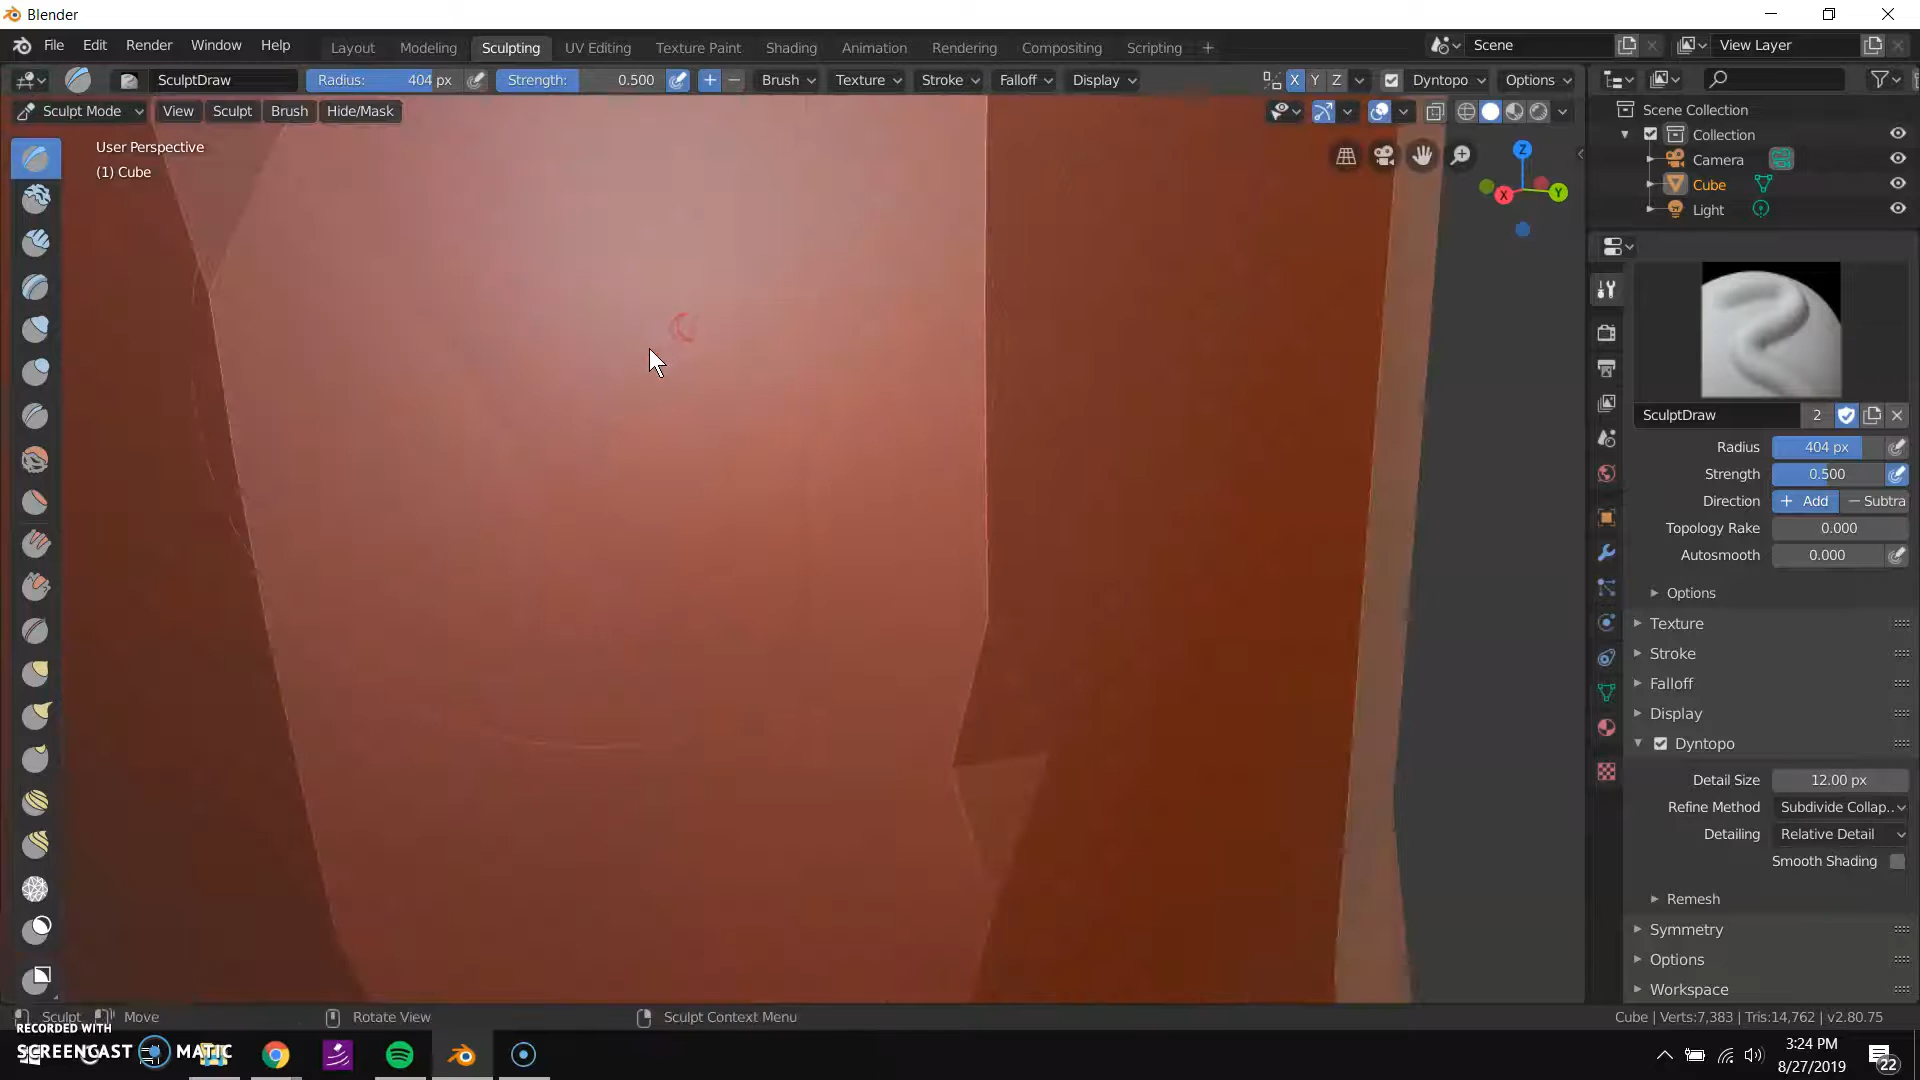 Blender
File Edit Render Window Help
Layout Modeling Sculpting UV Editing Texture Paint Shading Animation Rendering Compositing Scripting +
Scene
View Layer
SculptDraw
Radius: 404 px
Strength: 0.500
Brush Texture Stroke Falloff Display
X Y Z
Dyntopo
Options
Sculpt Mode View Sculpt Brush Hide/Mask
User Perspective
(1) Cube
Z
X
Y
Scene Collection
Collection
Camera
Cube
Light
SculptDraw 2
Radius 404 px
Strength 0.500
Direction + Add − Subtra
Topology Rake 0.000
Autosmooth 0.000
Options
Texture
Stroke
Falloff
Display
Dyntopo
Detail Size 12.00 px
Refine Method Subdivide Collap..
Detailing Relative Detail
Smooth Shading
Remesh
Symmetry
Options
Workspace
Sculpt Move Rotate View Sculpt Context Menu
Cube | Verts:7,383 | Tris:14,762 | v2.80.75
RECORDED WITH
SCREENCAST MATIC
3:24 PM
8/27/2019
22